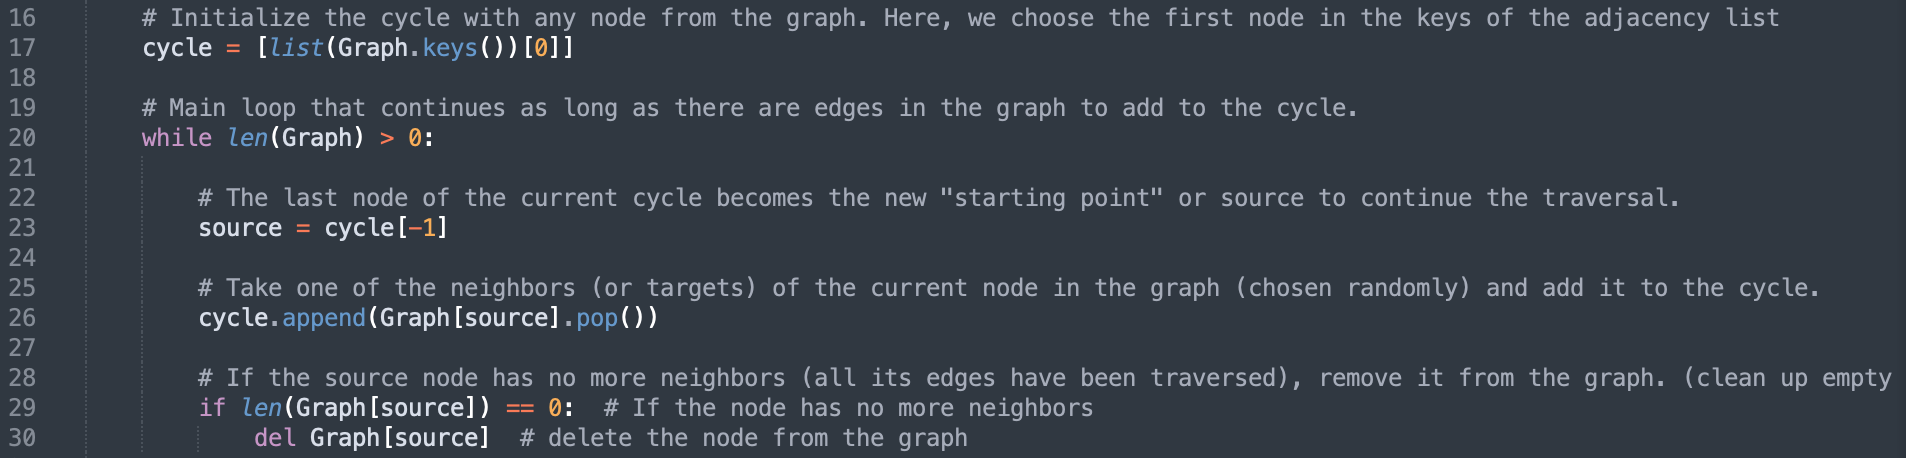 16 # Initialize the cycle with any node from the graph. Here, we choose the first node in the keys of the adjacency list
17 cycle = [list(Graph.keys())[0]]
18
19 # Main loop that continues as long as there are edges in the graph to add to the cycle.
20 while len(Graph) > 0:
21
22 # The last node of the current cycle becomes the new "starting point" or source to continue the traversal.
23 source = cycle[-1]
24
25 # Take one of the neighbors (or targets) of the current node in the graph (chosen randomly) and add it to the cycle.
26 cycle.append(Graph[source].pop())
27
28 # If the source node has no more neighbors (all its edges have been traversed), remove it from the graph. (clean up empty
29 if len(Graph[source]) == 0:  # If the node has no more neighbors
30 del Graph[source]  # delete the node from the graph